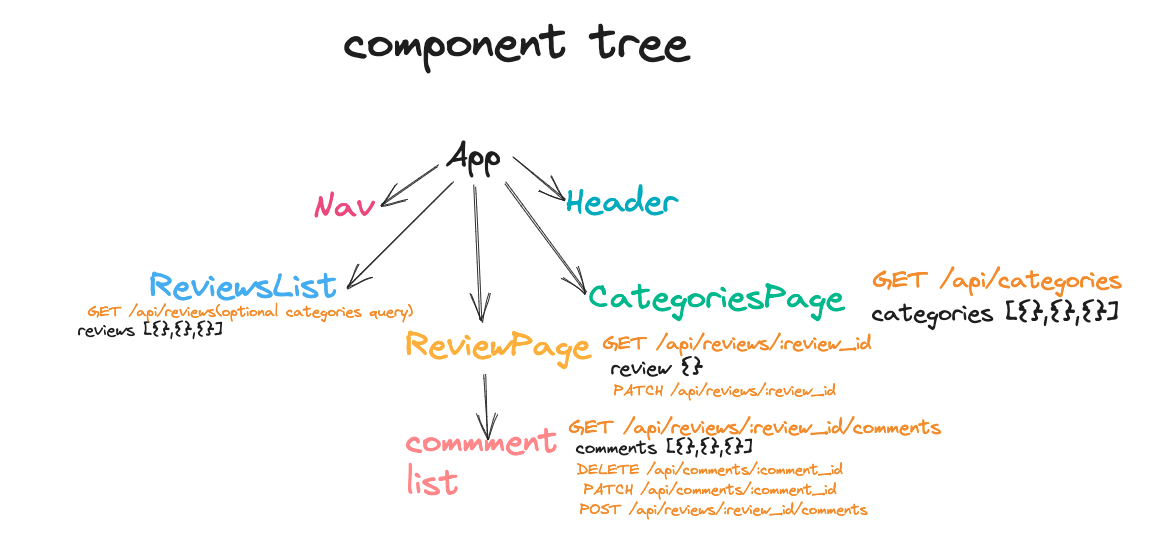 component tree
App
Nav
Header
ReviewsList
GET /api/reviews(optional categories query)
reviews [{},{},{}]
CategoriesPage
GET /api/categories
categories [{},{},{}]
ReviewPage
GET /api/reviews/:review_id
review {}
PATCH /api/reviews/:review_id
commment
list
GET /api/reviews/:review_id/comments
comments [{},{},{}]
DELETE /api/comments/:comment_id
PATCH /api/comments/:comment_id
POST /api/reviews/:review_id/comments